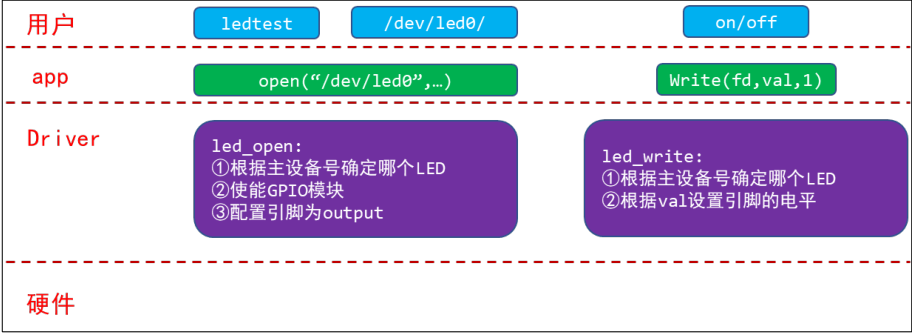 用户
ledtest
/dev/led0/
on/off
app
open(“/dev/led0”,…)
Write(fd,val,1)
Driver
led_open:
①根据主设备号确定哪个LED
②使能GPIO模块
③配置引脚为output
led_write:
①根据主设备号确定哪个LED
②根据val设置引脚的电平
硬件